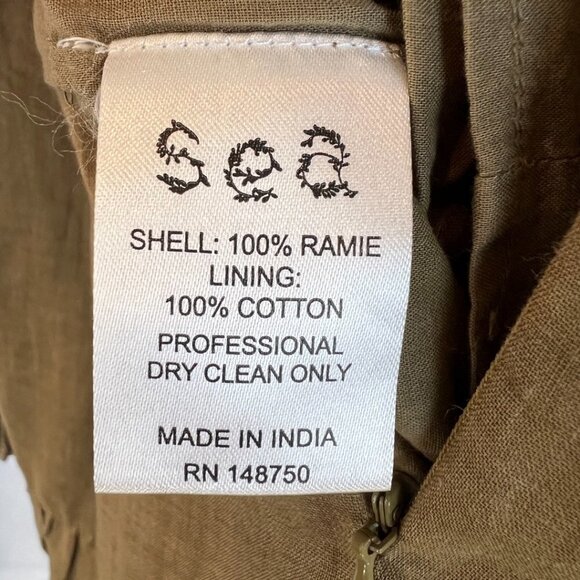 Sea
SHELL: 100% RAMIE
LINING:
100% COTTON
PROFESSIONAL
DRY CLEAN ONLY
MADE IN INDIA
RN 148750